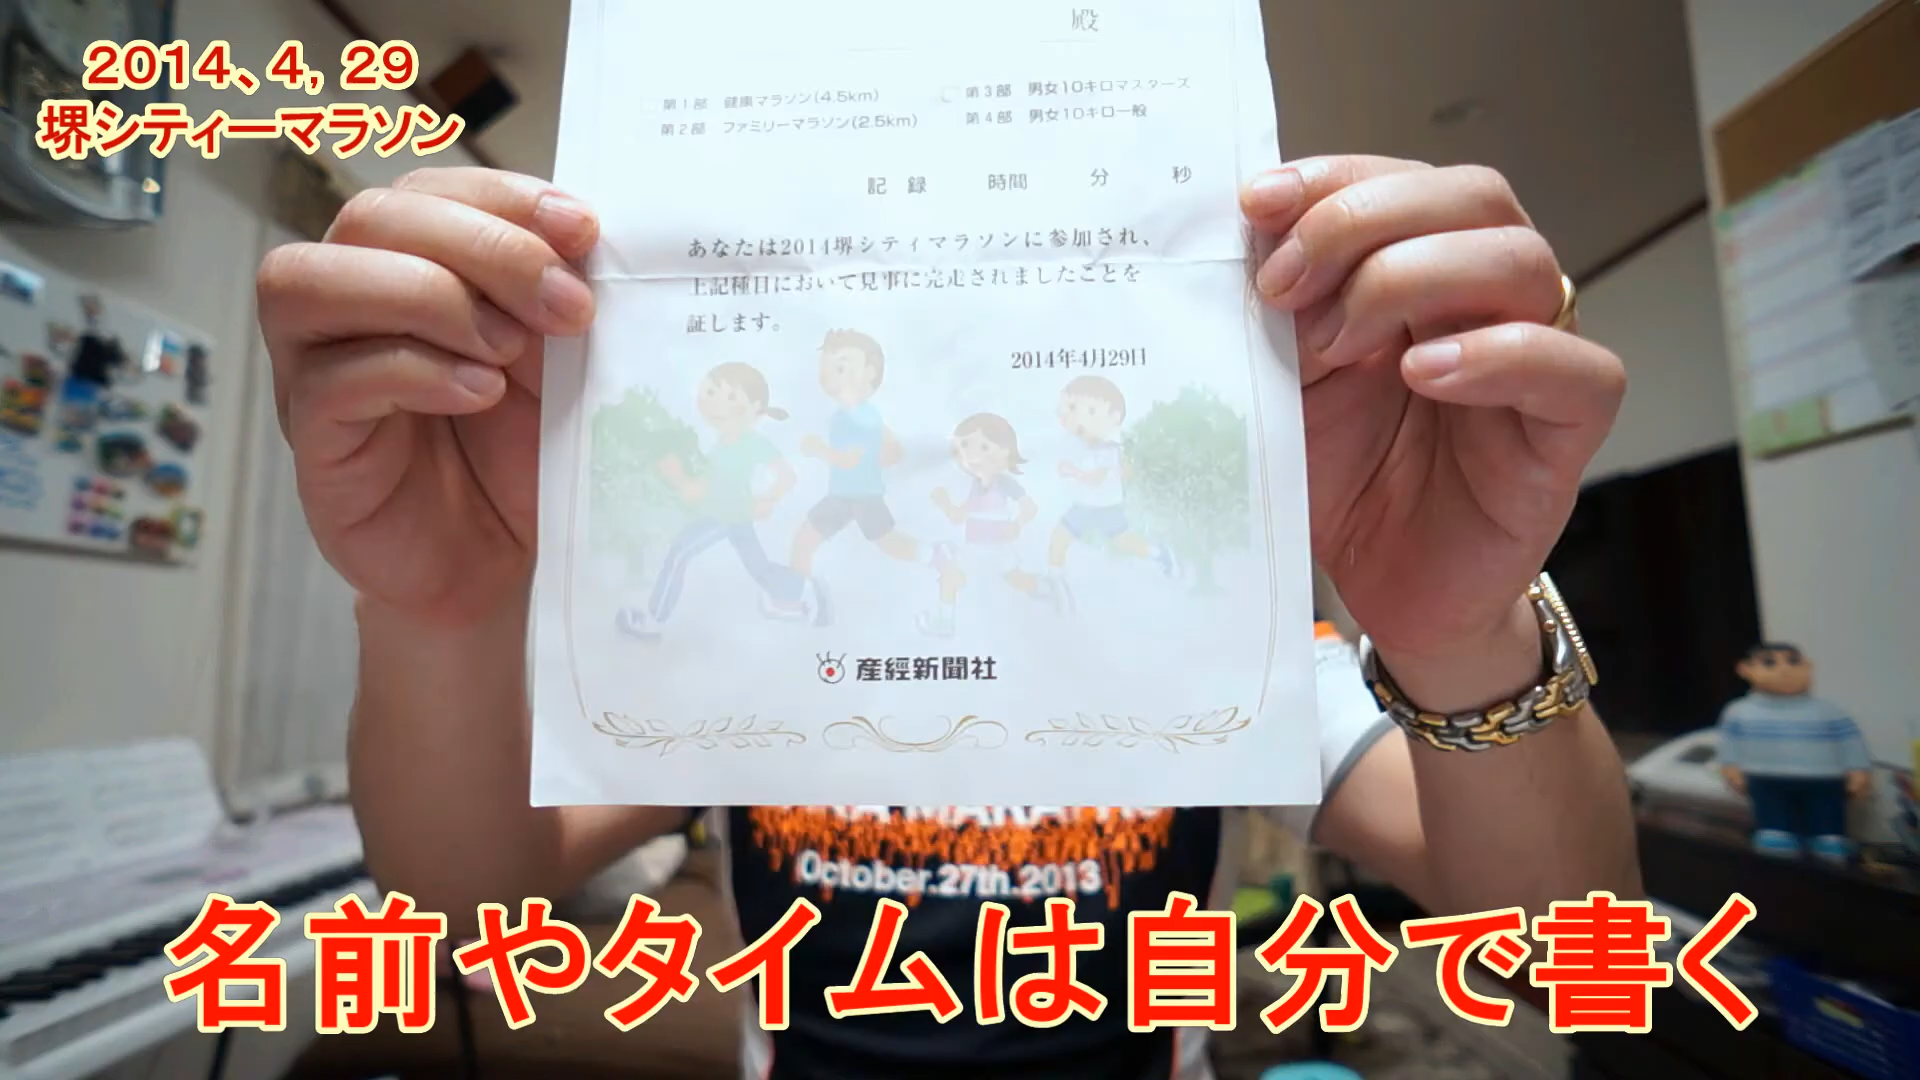 2014、4, 29
堺シティーマラソン
殿
第1部 健康マラソン(4.5km)
第2部 ファミリーマラソン(2.5km)
第3部 男女10キロマスターズ
第4部 男女10キロ一般
記録 時間 分 秒
あなたは2014堺シティマラソンに参加され、
上記種目において見事に完走されましたことを
証します。
2014年4月29日
産經新聞社
October.27th.2013
名前やタイムは自分で書く